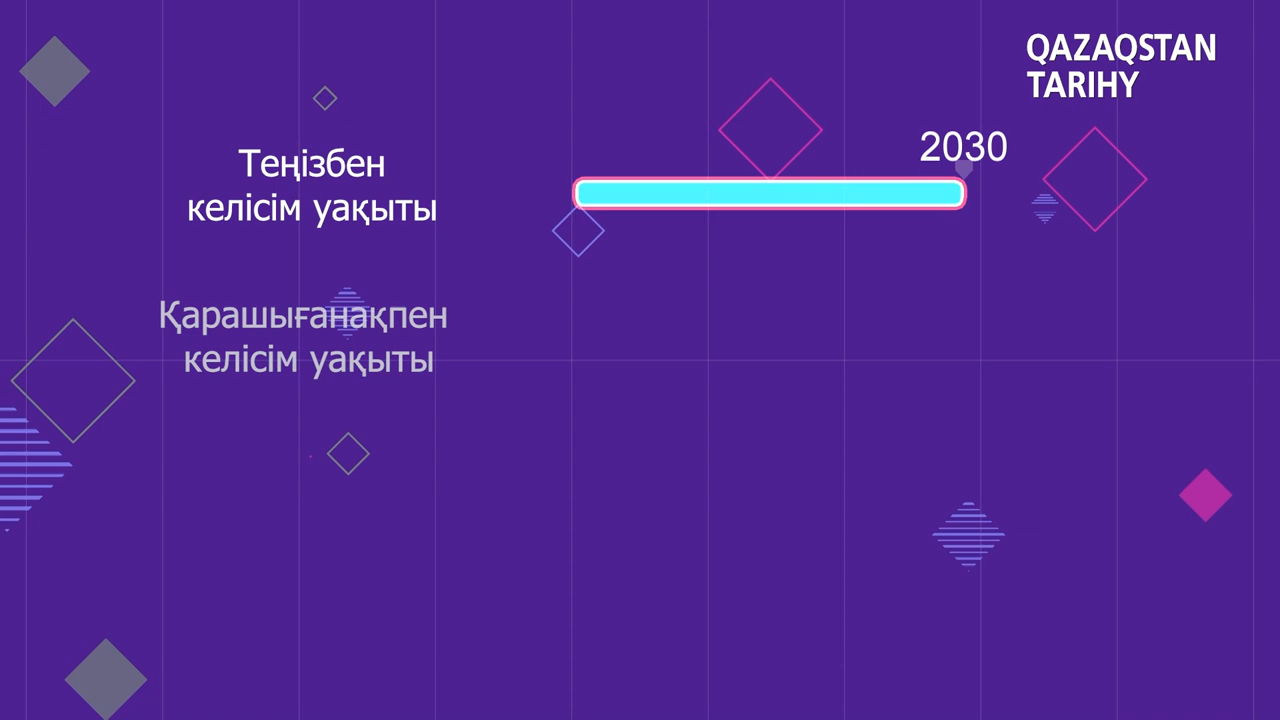 QAZAQSTAN
TARIHY
2030
Теңізбен
келісім уақыты
Қарашығанақпен
келісім уақыты